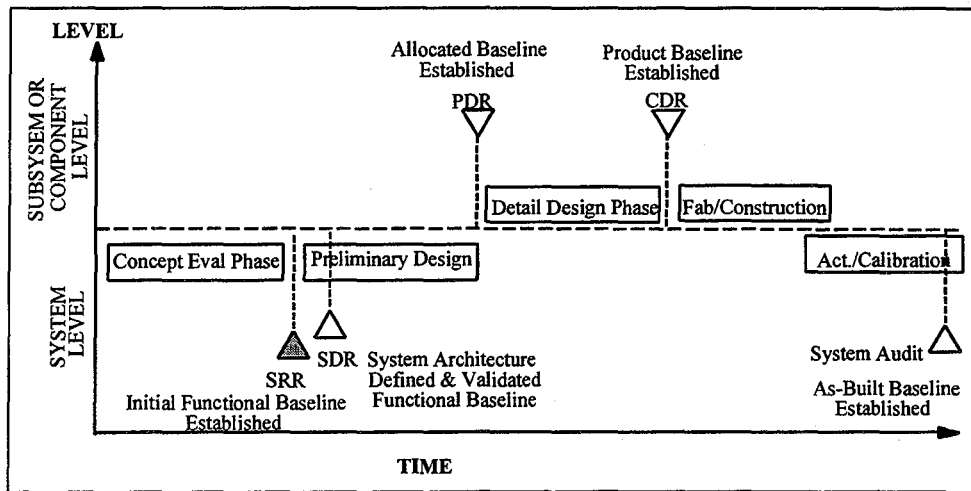 LEVEL
SUBSYSEM OR
COMPONENT
LEVEL
SYSTEM
LEVEL
Allocated Baseline
Established
PDR
Product Baseline
Established
CDR
Detail Design Phase
Fab/Construction
Concept Eval Phase
Preliminary Design
Act./Calibration
SRR
Initial Functional Baseline
Established
SDR
System Architecture
Defined & Validated
Functional Baseline
System Audit
As-Built Baseline
Established
TIME